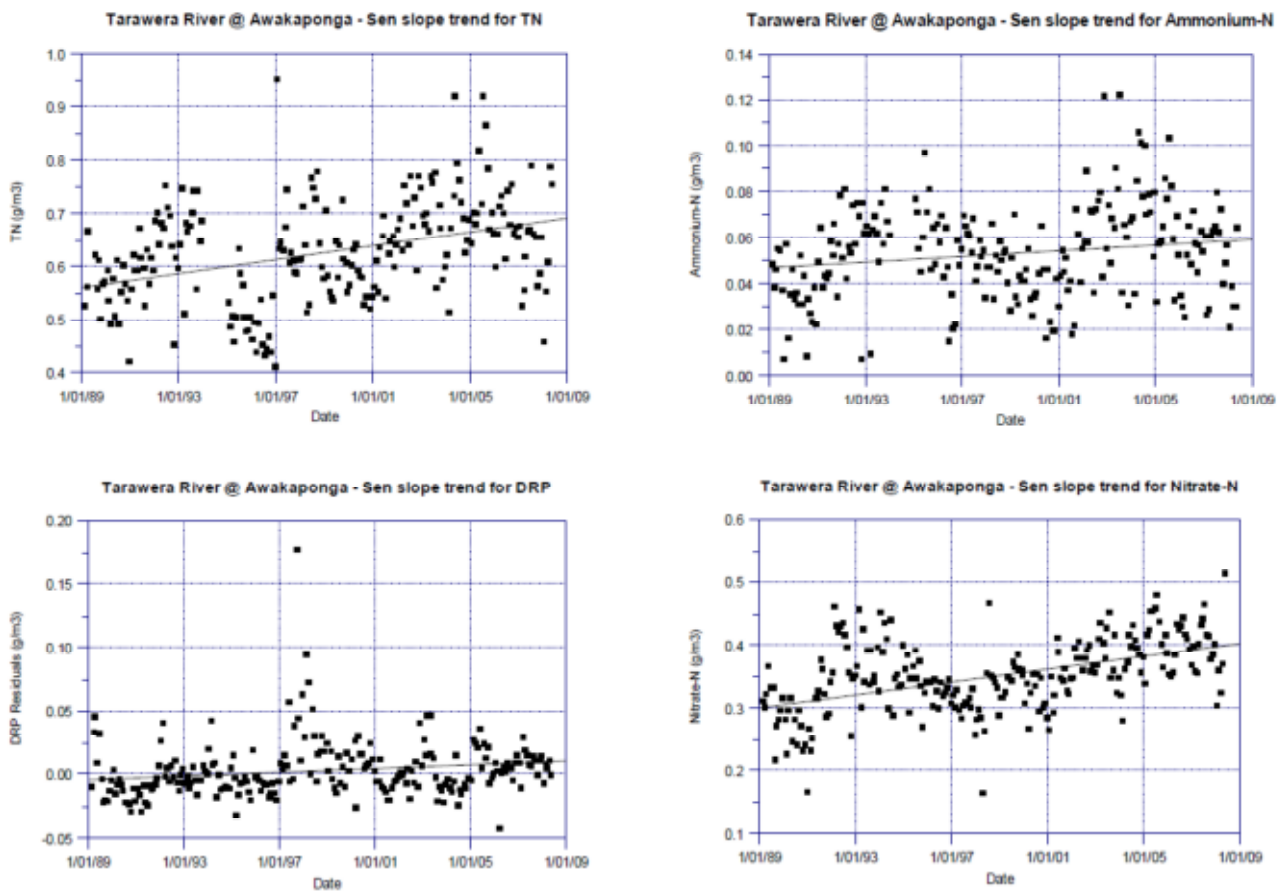 Tarawera River @ Awakaponga - Sen slope trend for TN
TN (g/m3)
1.0
0.9
0.8
0.7
0.6
0.5
0.4
1/01/89 1/01/93 1/01/97 1/01/01 1/01/05 1/01/09
Date
Tarawera River @ Awakaponga - Sen slope trend for Ammonium-N
Ammonium-N (g/m3)
0.14
0.12
0.10
0.08
0.06
0.04
0.02
0.00
1/01/89 1/01/93 1/01/97 1/01/01 1/01/05 1/01/09
Date
Tarawera River @ Awakaponga - Sen slope trend for DRP
DRP Residuals (g/m3)
0.20
0.15
0.10
0.05
0.00
-0.05
1/01/89 1/01/93 1/01/97 1/01/01 1/01/05 1/01/09
Date
Tarawera River @ Awakaponga - Sen slope trend for Nitrate-N
Nitrate-N (g/m3)
0.6
0.5
0.4
0.3
0.2
0.1
1/01/89 1/01/93 1/01/97 1/01/01 1/01/05 1/01/09
Date